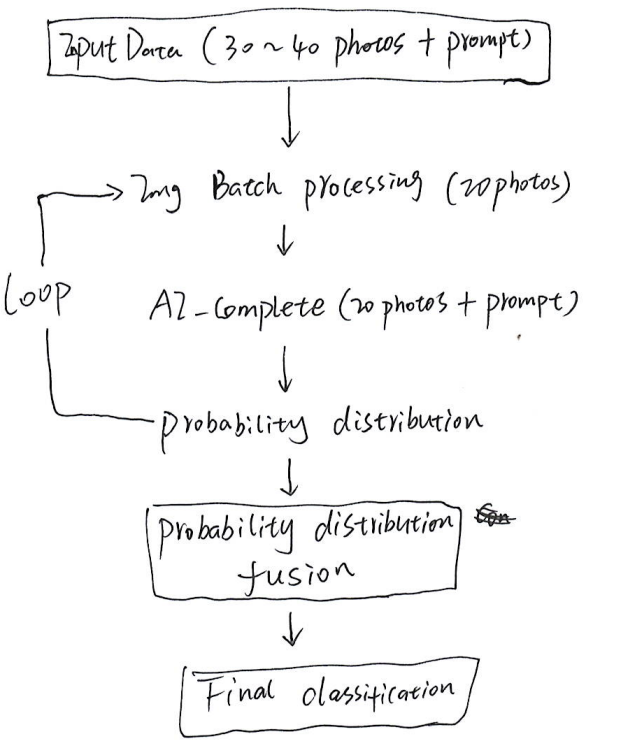 Input Data (30 ~ 40 photos + prompt)
Img Batch processing (20 photos)
Loop
AI-Complete (20 photos + prompt)
probability distribution
probability distribution
fusion
Final classification